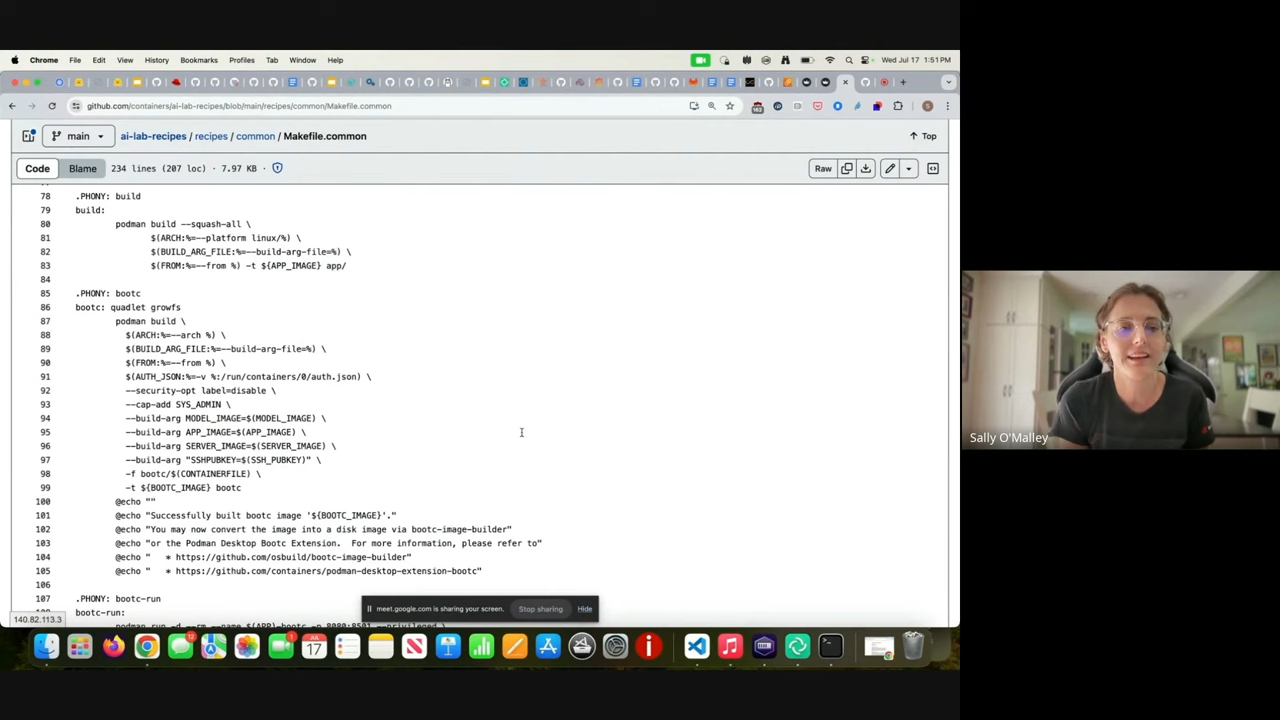 Chrome File Edit View History Bookmarks Profiles Tab Window Help Wed Jul 17 1:51 PM
github.com/containers/ai-lab-recipes/blob/main/recipes/common/Makefile.common
main ai-lab-recipes / recipes / common / Makefile.common Top
Code Blame 234 lines (207 loc) · 7.97 KB Raw
78 .PHONY: build
79 build:
80 podman build --squash-all \
81 $(ARCH:%=--platform linux/%) \
82 $(BUILD_ARG_FILE:%=--build-arg-file=%) \
83 $(FROM:%=--from %) -t ${APP_IMAGE} app/
84
85 .PHONY: bootc
86 bootc: quadlet growfs
87 podman build \
88 $(ARCH:%=--arch %) \
89 $(BUILD_ARG_FILE:%=--build-arg-file=%) \
90 $(FROM:%=--from %) \
91 $(AUTH_JSON:%=-v %:/run/containers/0/auth.json) \
92 --security-opt label=disable \
93 --cap-add SYS_ADMIN \
94 --build-arg MODEL_IMAGE=$(MODEL_IMAGE) \
95 --build-arg APP_IMAGE=$(APP_IMAGE) \
96 --build-arg SERVER_IMAGE=$(SERVER_IMAGE) \
97 --build-arg "SSHPUBKEY=$(SSH_PUBKEY)" \
98 -f bootc/$(CONTAINERFILE) \
99 -t ${BOOTC_IMAGE} bootc
100 @echo ""
101 @echo "Successfully built bootc image '${BOOTC_IMAGE}'."
102 @echo "You may now convert the image into a disk image via bootc-image-builder"
103 @echo "or the Podman Desktop Bootc Extension.  For more information, please refer to"
104 @echo "   * https://github.com/osbuild/bootc-image-builder"
105 @echo "   * https://github.com/containers/podman-desktop-extension-bootc"
106
107 .PHONY: bootc-run
bootc-run:
140.82.113.3
meet.google.com is sharing your screen. Stop sharing Hide
Sally O'Malley